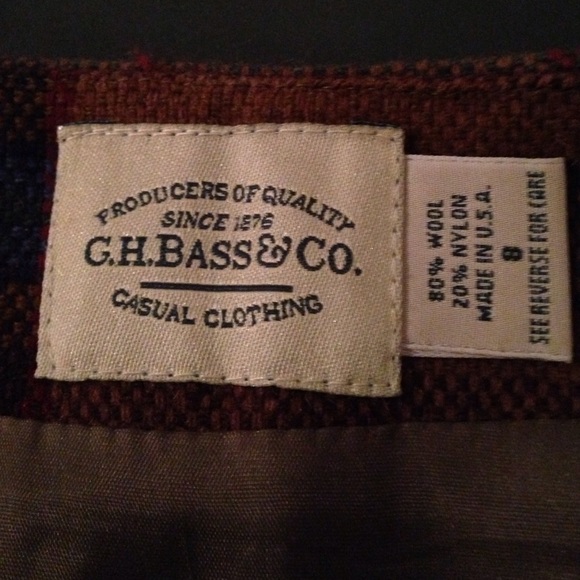 PRODUCERS OF QUALITY
SINCE 1876
G.H.BASS & CO.
CASUAL CLOTHING
80% WOOL
20% NYLON
MADE IN U.S.A.
8
SEE REVERSE FOR CARE